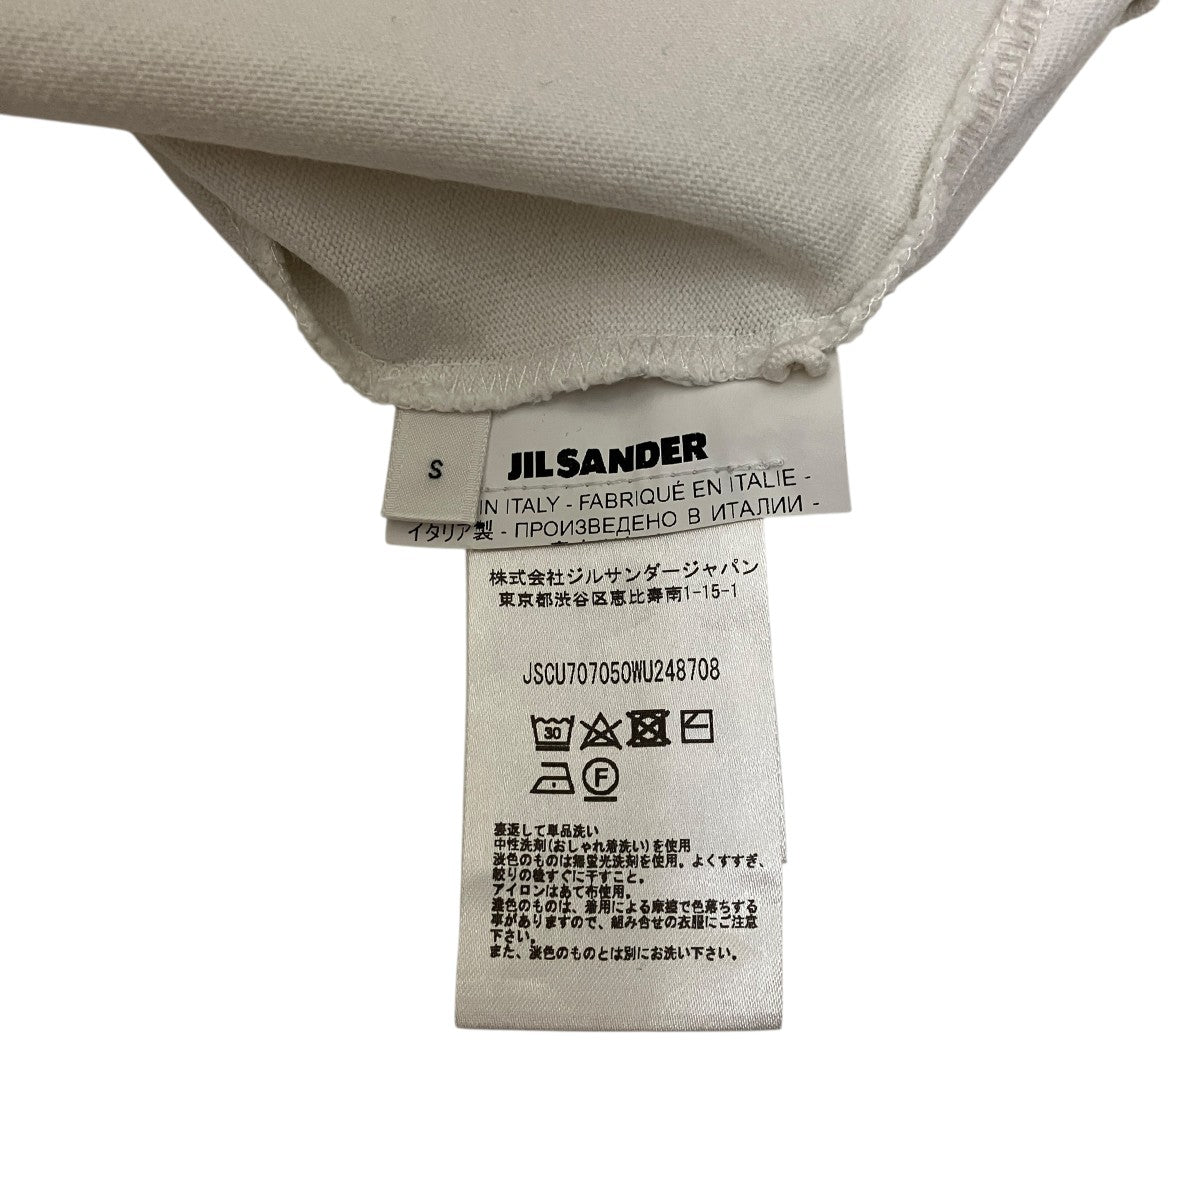 S
JIL SANDER
IN ITALY - FABRIQUÉ EN ITALIE -
イタリア製 - ПРОИЗВЕДЕНО В ИТАЛИИ -
株式会社ジルサンダージャパン
東京都渋谷区恵比寿南1-15-1
JSCU707050WU248708
30
F
裏返して単品洗い
中性洗剤(おしゃれ着洗い)を使用
淡色のものは無蛍光洗剤を使用。よくすすぎ、
絞りの後すぐに干すこと。
アイロンはあて布使用。
濃色のものは、着用による摩擦で色落ちする
事がありますので、組み合せの衣服にご注意
下さい。
また、淡色のものとは別にお洗い下さい。